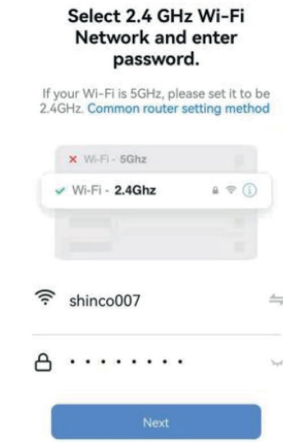 Select 2.4 GHz Wi-Fi
Network and enter
password.
If your Wi-Fi is 5GHz, please set it to be
2.4GHz. Common router setting method
Wi-Fi - 5Ghz
Wi-Fi - 2.4Ghz
shinco007
Next